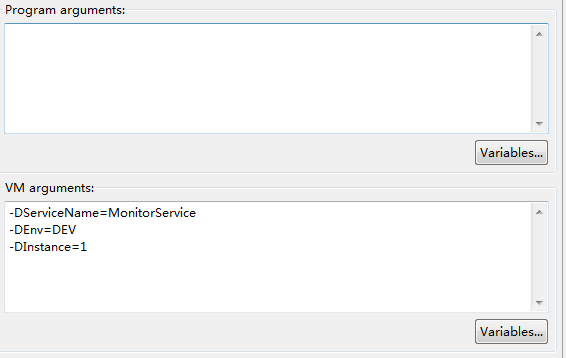 Program arguments:
Variables...
VM arguments:
-DServiceName=MonitorService
-DEnv=DEV
-DInstance=1
Variables...